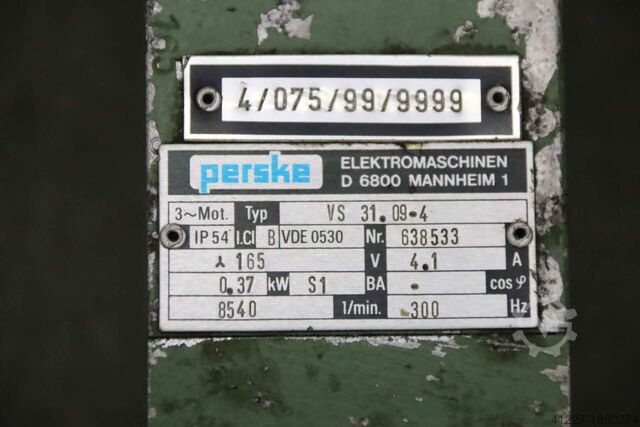 4/075/99/9999
perske ELEKTROMASCHINEN
D 6800 MANNHEIM 1
3~Mot. Typ VS 31.09-4
IP 54 I.Cl B VDE 0530 Nr. 638533
⅄ 165 V 4.1 A
0.37 kW S1 BA - cos φ
8540 1/min. 300 Hz